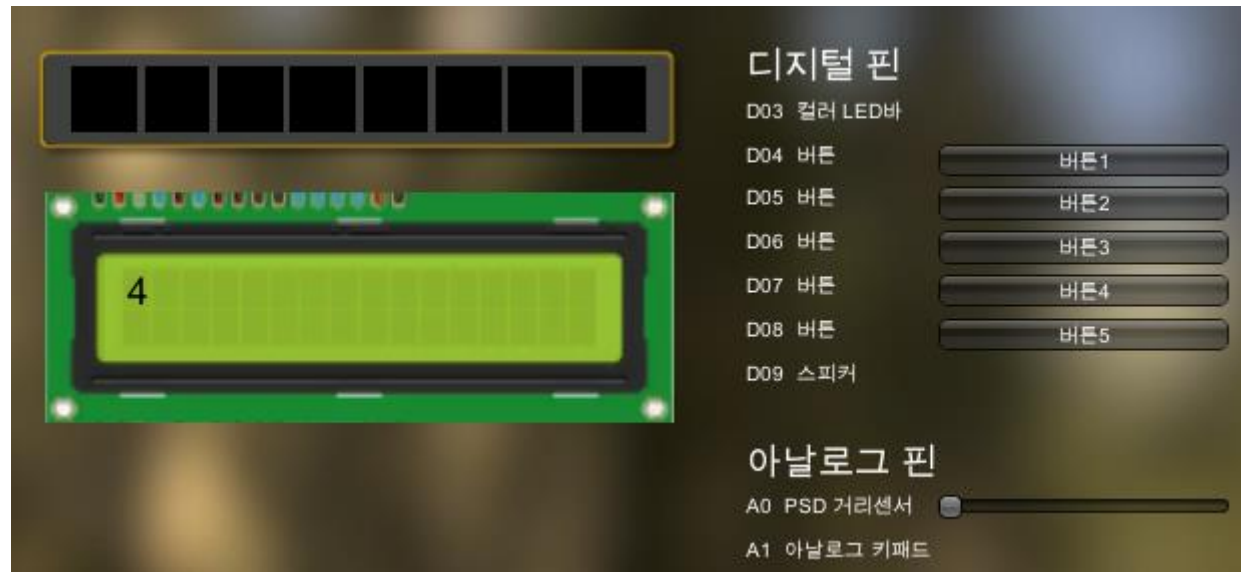 4
디지털 핀
D03 컬러 LED바
D04 버튼 버튼1
D05 버튼 버튼2
D06 버튼 버튼3
D07 버튼 버튼4
D08 버튼 버튼5
D09 스피커
아날로그 핀
A0 PSD 거리센서
A1 아날로그 키패드